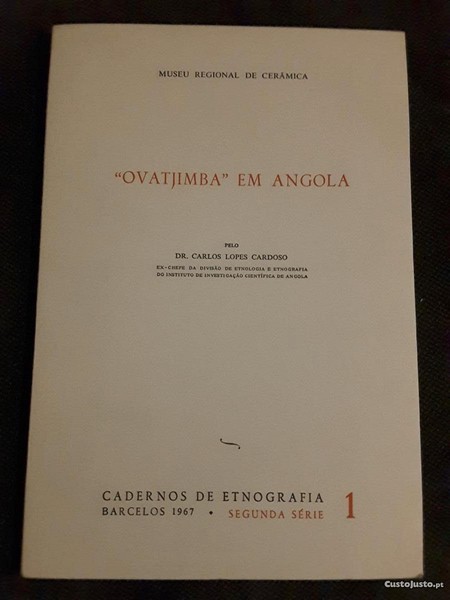 MUSEU REGIONAL DE CERÂMICA
“OVATJIMBA” EM ANGOLA
PELO
DR. CARLOS LOPES CARDOSO
EX-CHEFE DA DIVISÃO DE ETNOLOGIA E ETNOGRAFIA
DO INSTITUTO DE INVESTIGAÇÃO CIENTÍFICA DE ANGOLA
CADERNOS DE ETNOGRAFIA
BARCELOS 1967 • SEGUNDA SÉRIE 1
CustoJusto.pt